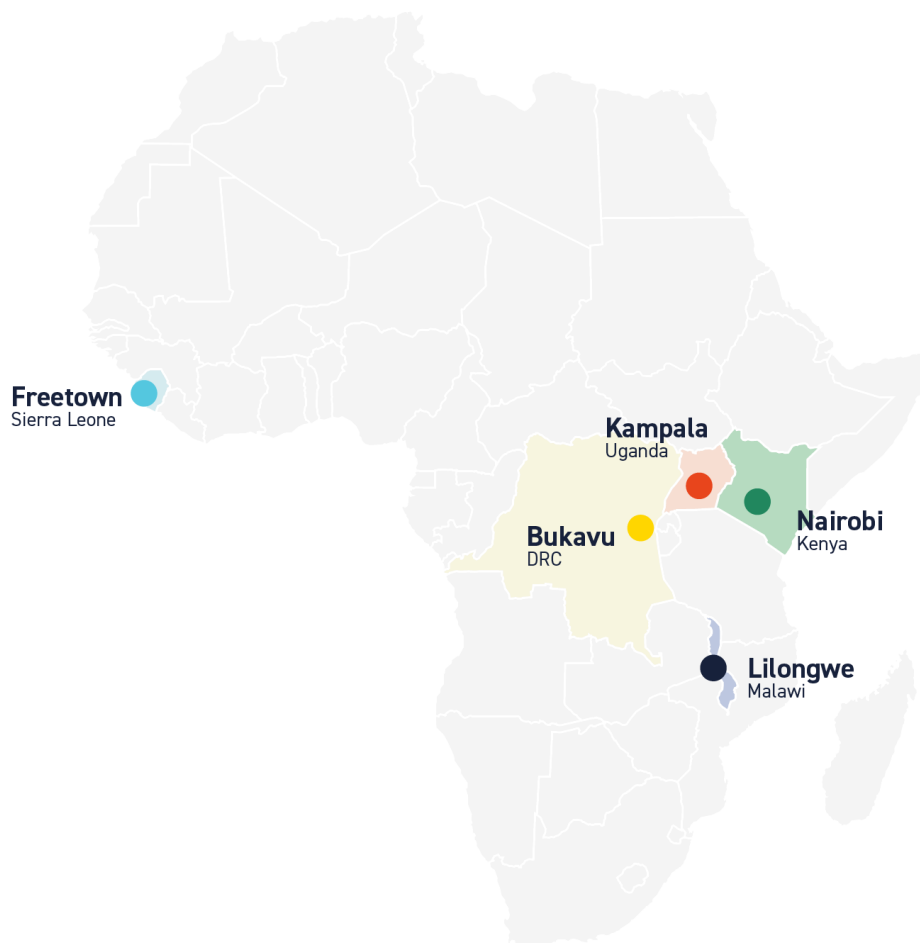 Freetown
Sierra Leone
Kampala
Uganda
Nairobi
Kenya
Bukavu
DRC
Lilongwe
Malawi